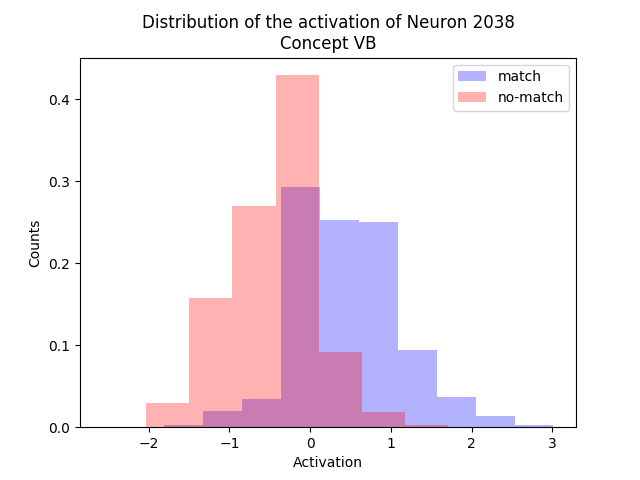 Distribution of the activation of Neuron 2038
Concept VB
match
no-match
0.4
0.3
0.2
0.1
0.0
Counts
−2
−1
0
1
2
3
Activation